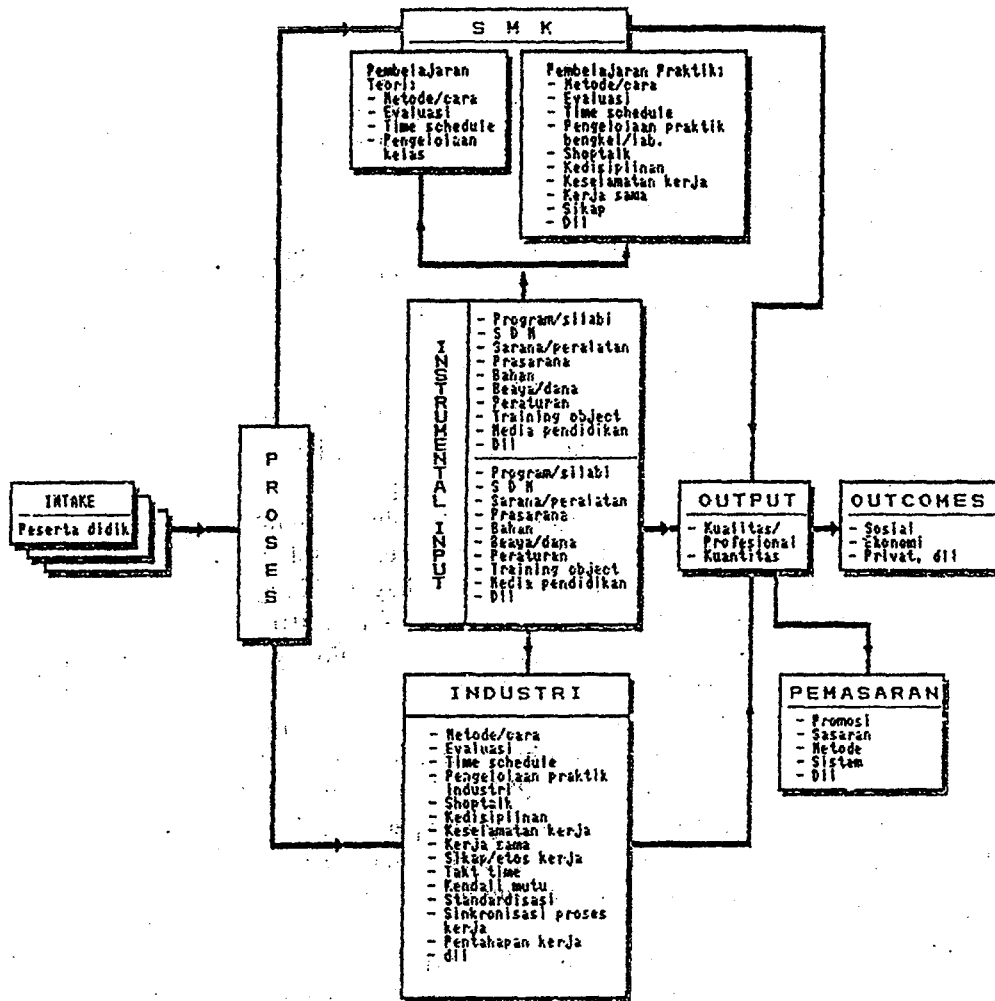 S M K
Pembelajaran
Teori:
- Metode/cara
- Evaluasi
- Time schedule
- Pengelolaan
kelas
Pembelajaran Praktik:
- Metode/cara
- Evaluasi
- Time schedule
- Pengelolaan praktik
bengkel/lab.
- Shoptalk
- Kedisiplinan
- Keselamatan kerja
- Kerja sama
- Sikap
- Dll
INSTRUMENTAL INPUT
- Program/silabi
- S D M
- Sarana/peralatan
- Prasarana
- Bahan
- Beaya/dana
- Peraturan
- Training object
- Media pendidikan
- Dll
- Program/silabi
- S D M
- Sarana/peralatan
- Prasarana
- Bahan
- Beaya/dana
- Peraturan
- Training object
- Media pendidikan
- Dll
PROSES
INTAKE
Peserta didik
OUTPUT
- Kualitas/
Profesional
- Kuantitas
OUTCOMES
- Sosial
- Ekonomi
- Privat, dll
INDUSTRI
- Metode/cara
- Evaluasi
- Time schedule
- Pengelolaan praktik
industri
- Shoptalk
- Kedisiplinan
- Keselamatan kerja
- Kerja sama
- Sikap/etos kerja
- Takt time
- Kendali mutu
- Standardisasi
- Sinkronisasi proses
kerja
- Pentahapan kerja
- dll
PEMASARAN
- Promosi
- Sasaran
- Metode
- Sistem
- Dll